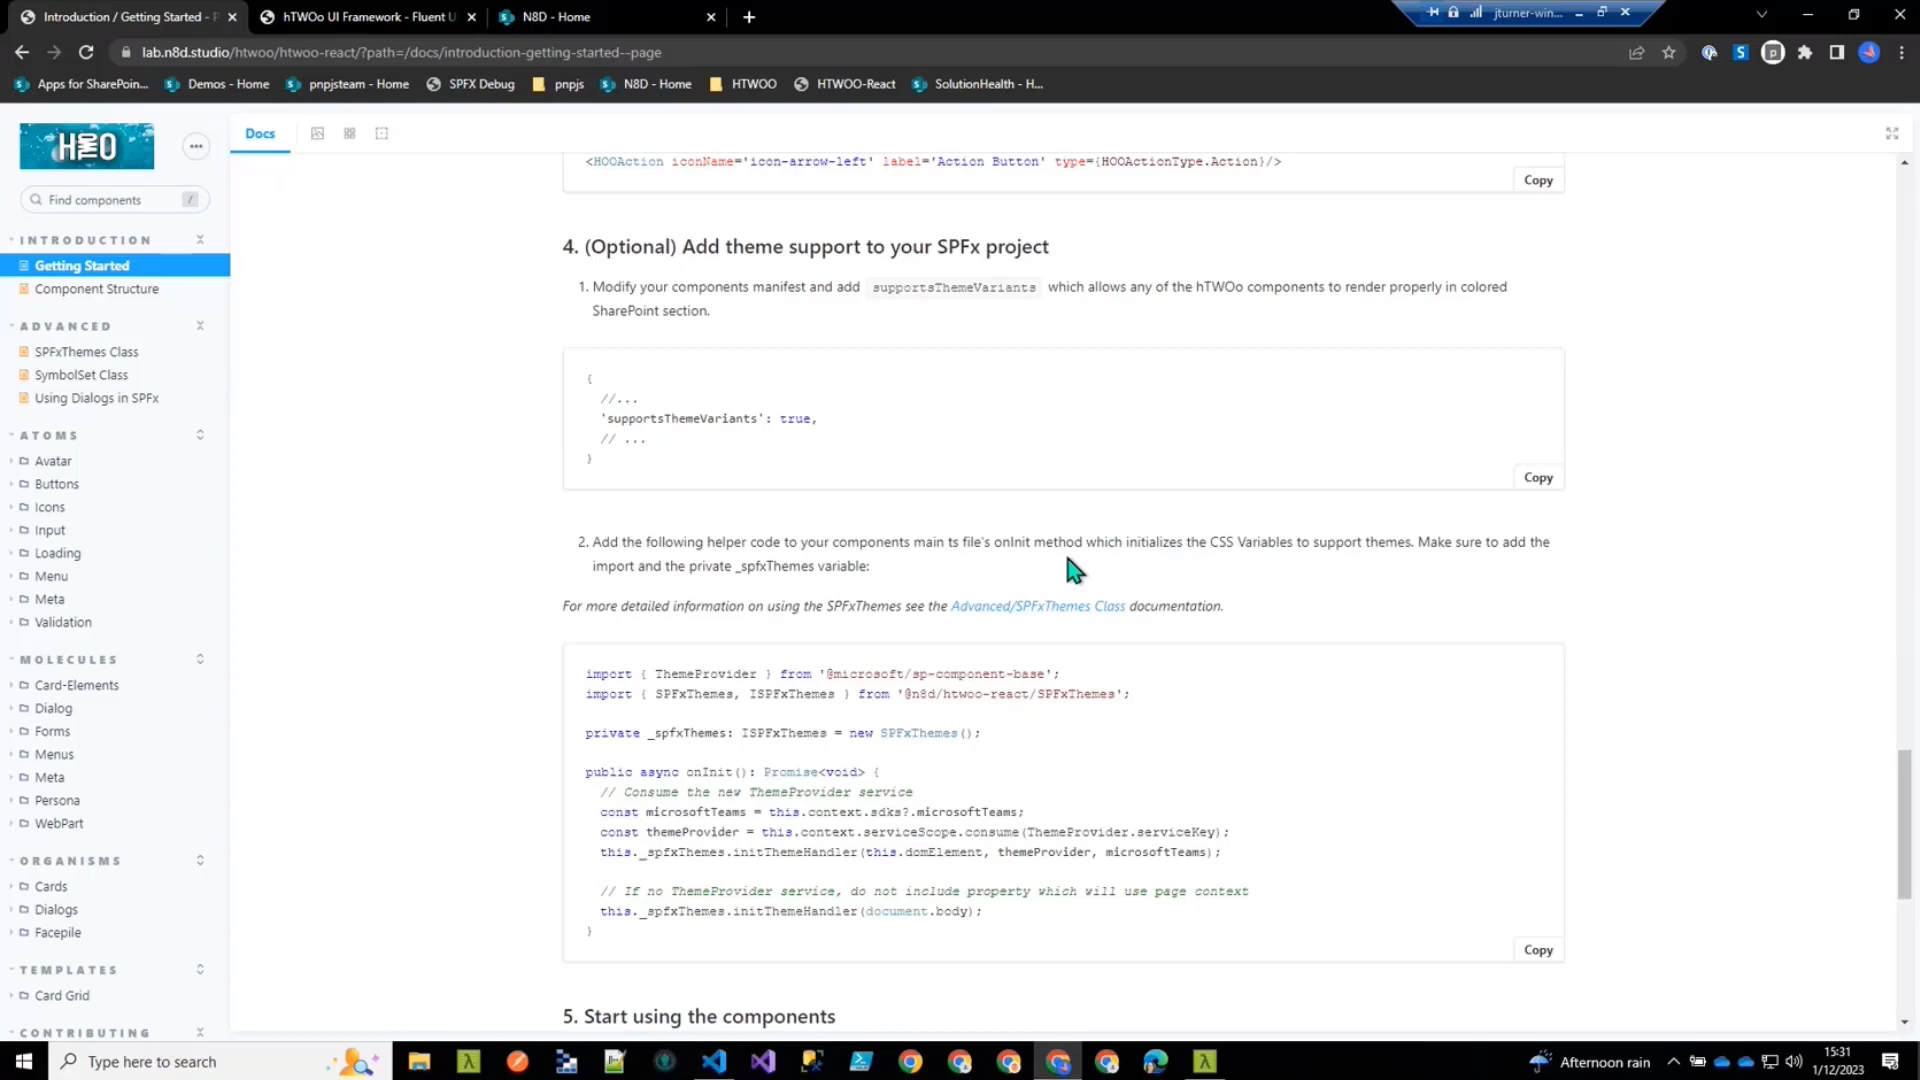 Introduction / Getting Started - P
hTWOo UI Framework - Fluent U
N8D - Home
jturner-win...
lab.n8d.studio/htwoo/htwoo-react/?path=/docs/introduction-getting-started--page
Apps for SharePoin...
Demos - Home
pnpjsteam - Home
SPFX Debug
pnpjs
N8D - Home
HTWOO
HTWOO-React
SolutionHealth - H...
HTWOO
Find components /
INTRODUCTION
Getting Started
Component Structure
ADVANCED
SPFxThemes Class
SymbolSet Class
Using Dialogs in SPFx
ATOMS
Avatar
Buttons
Icons
Input
Loading
Menu
Meta
Validation
MOLECULES
Card-Elements
Dialog
Forms
Menus
Meta
Persona
WebPart
ORGANISMS
Cards
Dialogs
Facepile
TEMPLATES
Card Grid
CONTRIBUTING
Docs
<HOOAction iconName='icon-arrow-left' label='Action Button' type={HOOActionType.Action}/>
Copy
4. (Optional) Add theme support to your SPFx project
1. Modify your components manifest and add supportsThemeVariants which allows any of the hTWOo components to render properly in colored
SharePoint section.
{
//...
'supportsThemeVariants': true,
// ...
}
Copy
2. Add the following helper code to your components main ts file's onInit method which initializes the CSS Variables to support themes. Make sure to add the
import and the private _spfxThemes variable:
For more detailed information on using the SPFxThemes see the Advanced/SPFxThemes Class documentation.
import { ThemeProvider } from '@microsoft/sp-component-base';
import { SPFxThemes, ISPFxThemes } from '@n8d/htwoo-react/SPFxThemes';
private _spfxThemes: ISPFxThemes = new SPFxThemes();
public async onInit(): Promise<void> {
// Consume the new ThemeProvider service
const microsoftTeams = this.context.sdks?.microsoftTeams;
const themeProvider = this.context.serviceScope.consume(ThemeProvider.serviceKey);
this._spfxThemes.initThemeHandler(this.domElement, themeProvider, microsoftTeams);
// If no ThemeProvider service, do not include property which will use page context
this._spfxThemes.initThemeHandler(document.body);
}
Copy
5. Start using the components
Type here to search
Afternoon rain
15:31
1/12/2023